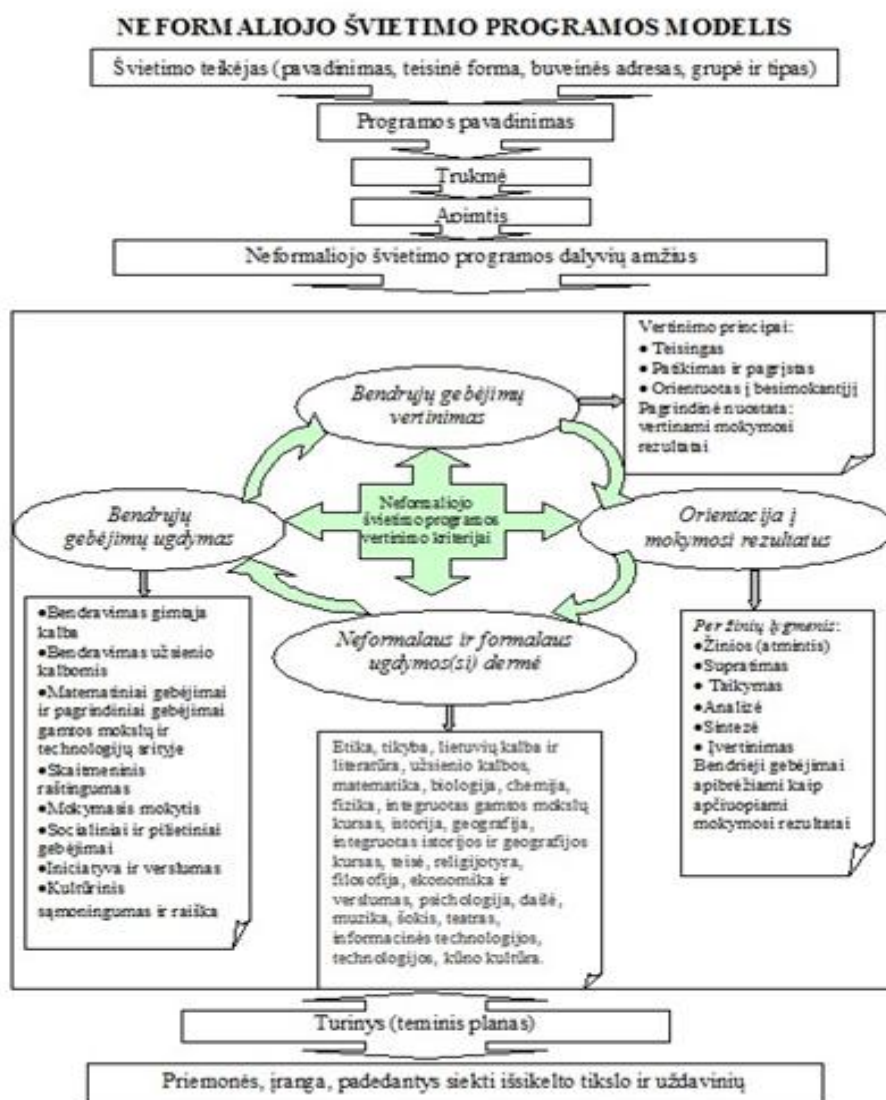 NEFORMALIOJO ŠVIETIMO PROGRAMOS MODELIS
Švietimo teikėjas (pavadinimas, teisinė forma, buveinės adresas, grupė ir tipas)
Programos pavadinimas
Trukmė
Apimtis
Neformaliojo švietimo programos dalyvių amžius
Vertinimo principai:
● Teisingas
● Patikimas ir pagrįstas
● Orientuotas į besimokantįjį
Pagrindinė nuostata:
vertinami mokymosi
rezultatai
Bendrųjų gebėjimų
vertinimas
Neformaliojo
švietimo programos
vertinimo kriterijai
Bendrųjų
gebėjimų ugdymas
Orientacija į
mokymosi rezultatus
Neformalaus ir formalaus
ugdymos(si) dermė
●Bendravimas gimtąja
kalba
●Bendravimas užsienio
kalbomis
●Matematiniai gebėjimai
ir pagrindiniai gebėjimai
gamtos mokslų ir
technologijų srityje
●Skaitmeninis
raštingumas
●Mokymasis mokytis
●Socialiniai ir pilietiniai
gebėjimai
●Iniciatyva ir verslumas
●Kultūrinis
sąmoningumas ir raiška
Etika, tikyba, lietuvių kalba ir
literatūra, užsienio kalbos,
matematika, biologija, chemija,
fizika, integruotas gamtos mokslų
kursas, istorija, geografija,
integruotas istorijos ir geografijos
kursas, teisė, religijotyra,
filosofija, ekonomika ir
verslumas, psichologija, dailė,
muzika, šokis, teatras,
informacinės technologijos,
technologijos, kūno kultūra.
Per žinių lygmenis:
●Žinios (atmintis)
●Supratimas
● Taikymas
●Analizė
●Sintezė
● Įvertinimas
Bendrieji gebėjimai
apibrėžiami kaip
apčiuopiami
mokymosi rezultatai
Turinys (teminis planas)
Priemonės, įranga, padedantys siekti išsikelto tikslo ir uždavinių